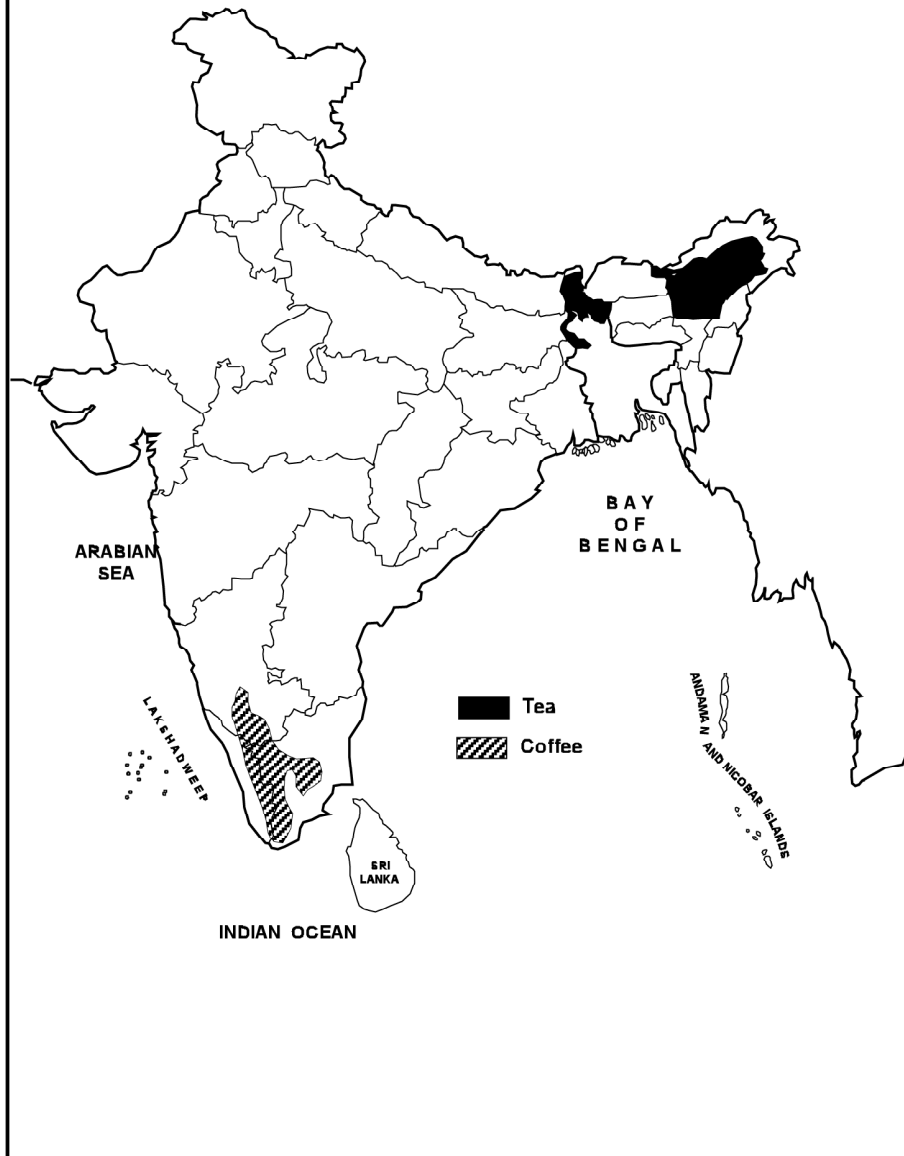 BAY
OF
BENGAL
ARABIAN
SEA
Tea
Coffee
LAKSHADWEEP
ANDAMAN AND NICOBAR ISLANDS
SRI
LANKA
INDIAN OCEAN